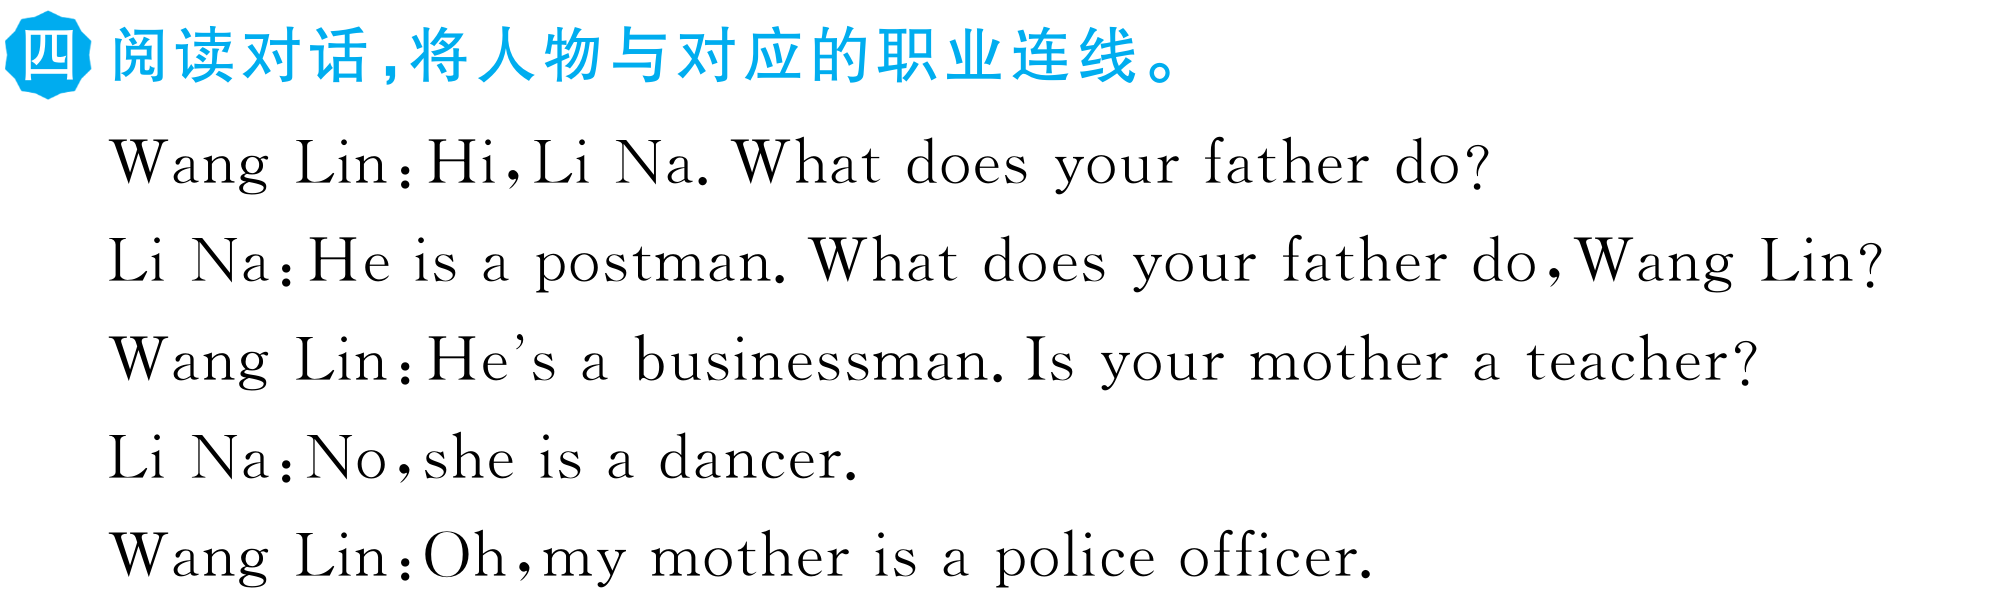 四 阅读对话,将人物与对应的职业连线。
Wang Lin:Hi,Li Na. What does your father do?
Li Na:He is a postman. What does your father do,Wang Lin?
Wang Lin:He's a businessman. Is your mother a teacher?
Li Na:No,she is a dancer.
Wang Lin:Oh,my mother is a police officer.